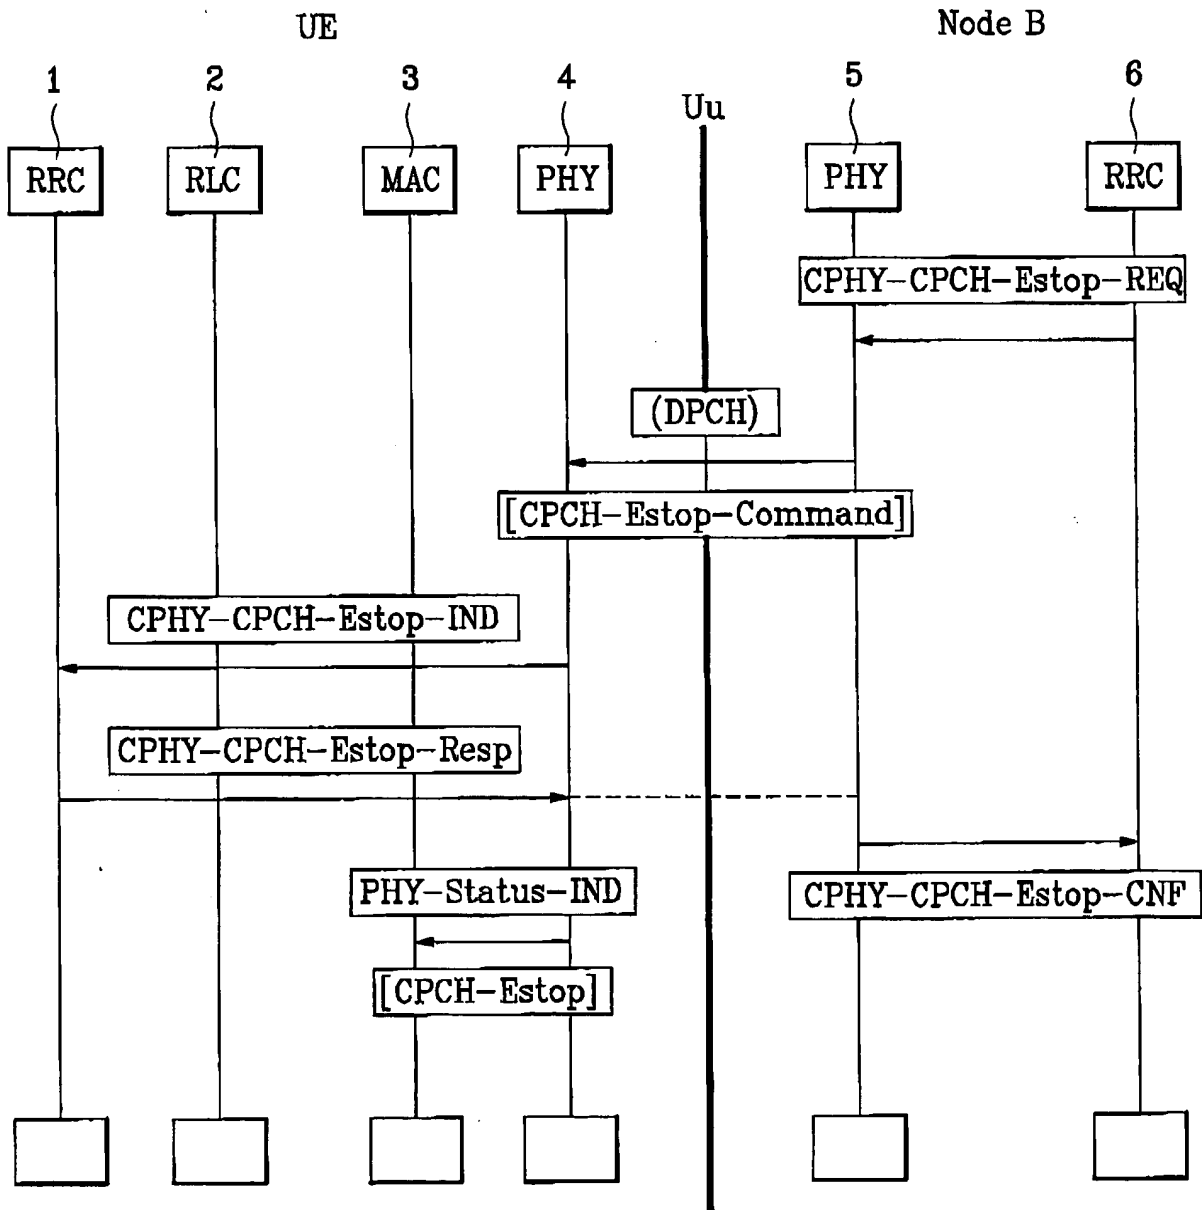 UE
Node B
1
2
3
4
5
6
Uu
RRC
RLC
MAC
PHY
PHY
RRC
CPHY-CPCH-Estop-REQ
(DPCH)
[CPCH-Estop-Command]
CPHY-CPCH-Estop-IND
CPHY-CPCH-Estop-Resp
PHY-Status-IND
CPHY-CPCH-Estop-CNF
[CPCH-Estop]